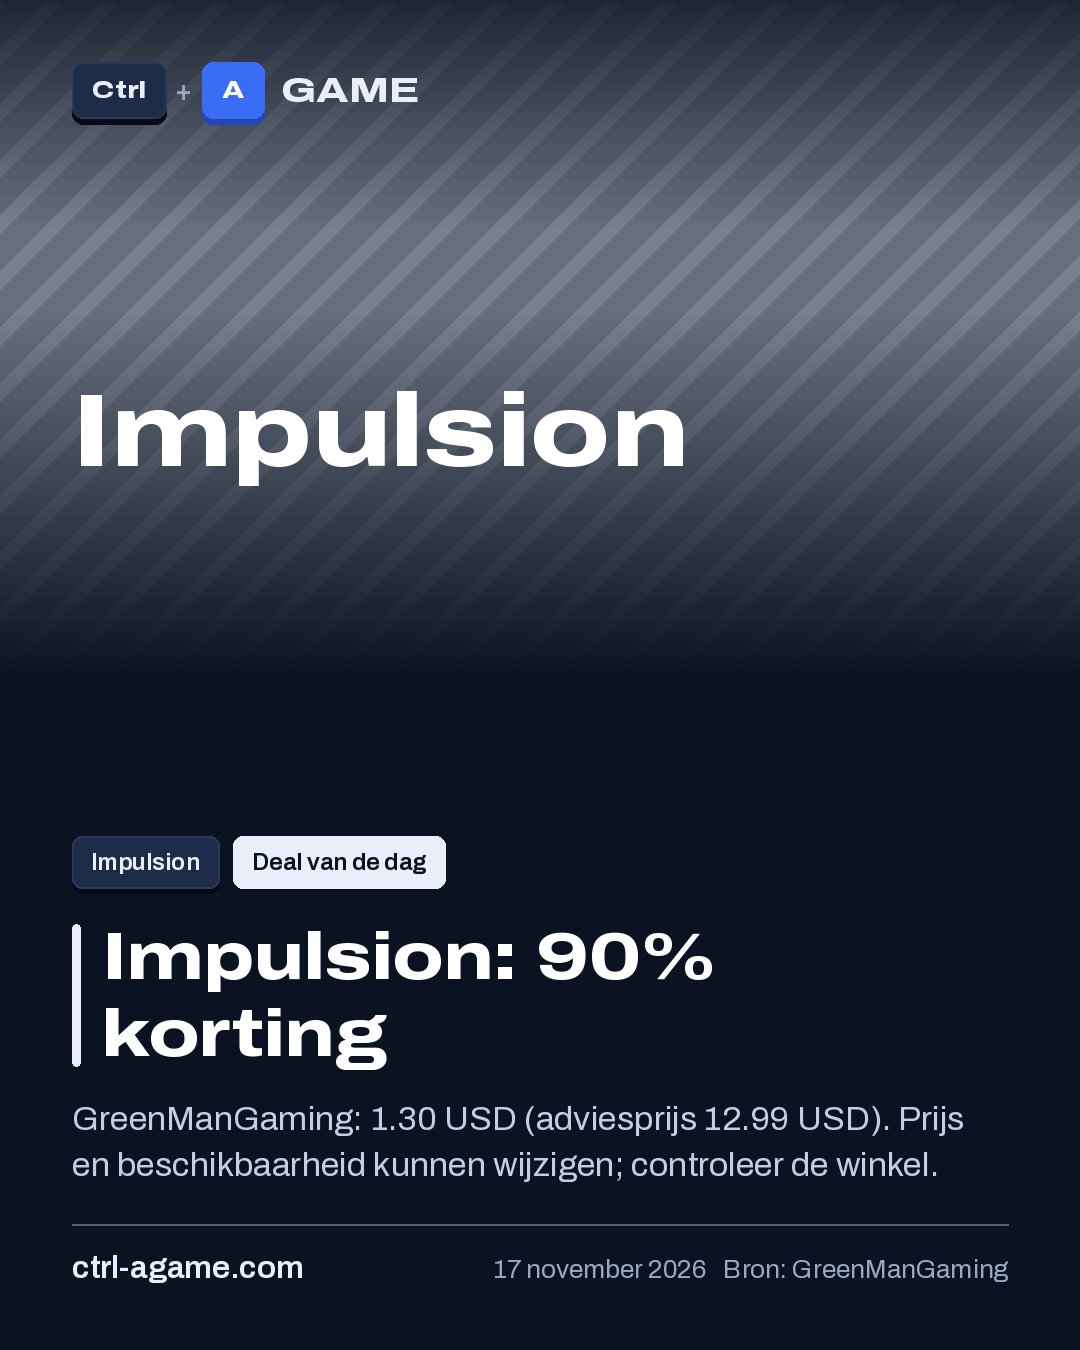 Ctrl + A GAME
Impulsion
Impulsion Deal van de dag
Impulsion: 90%
korting
GreenManGaming: 1.30 USD (adviesprijs 12.99 USD). Prijs
en beschikbaarheid kunnen wijzigen; controleer de winkel.
ctrl-agame.com 17 november 2026 Bron: GreenManGaming